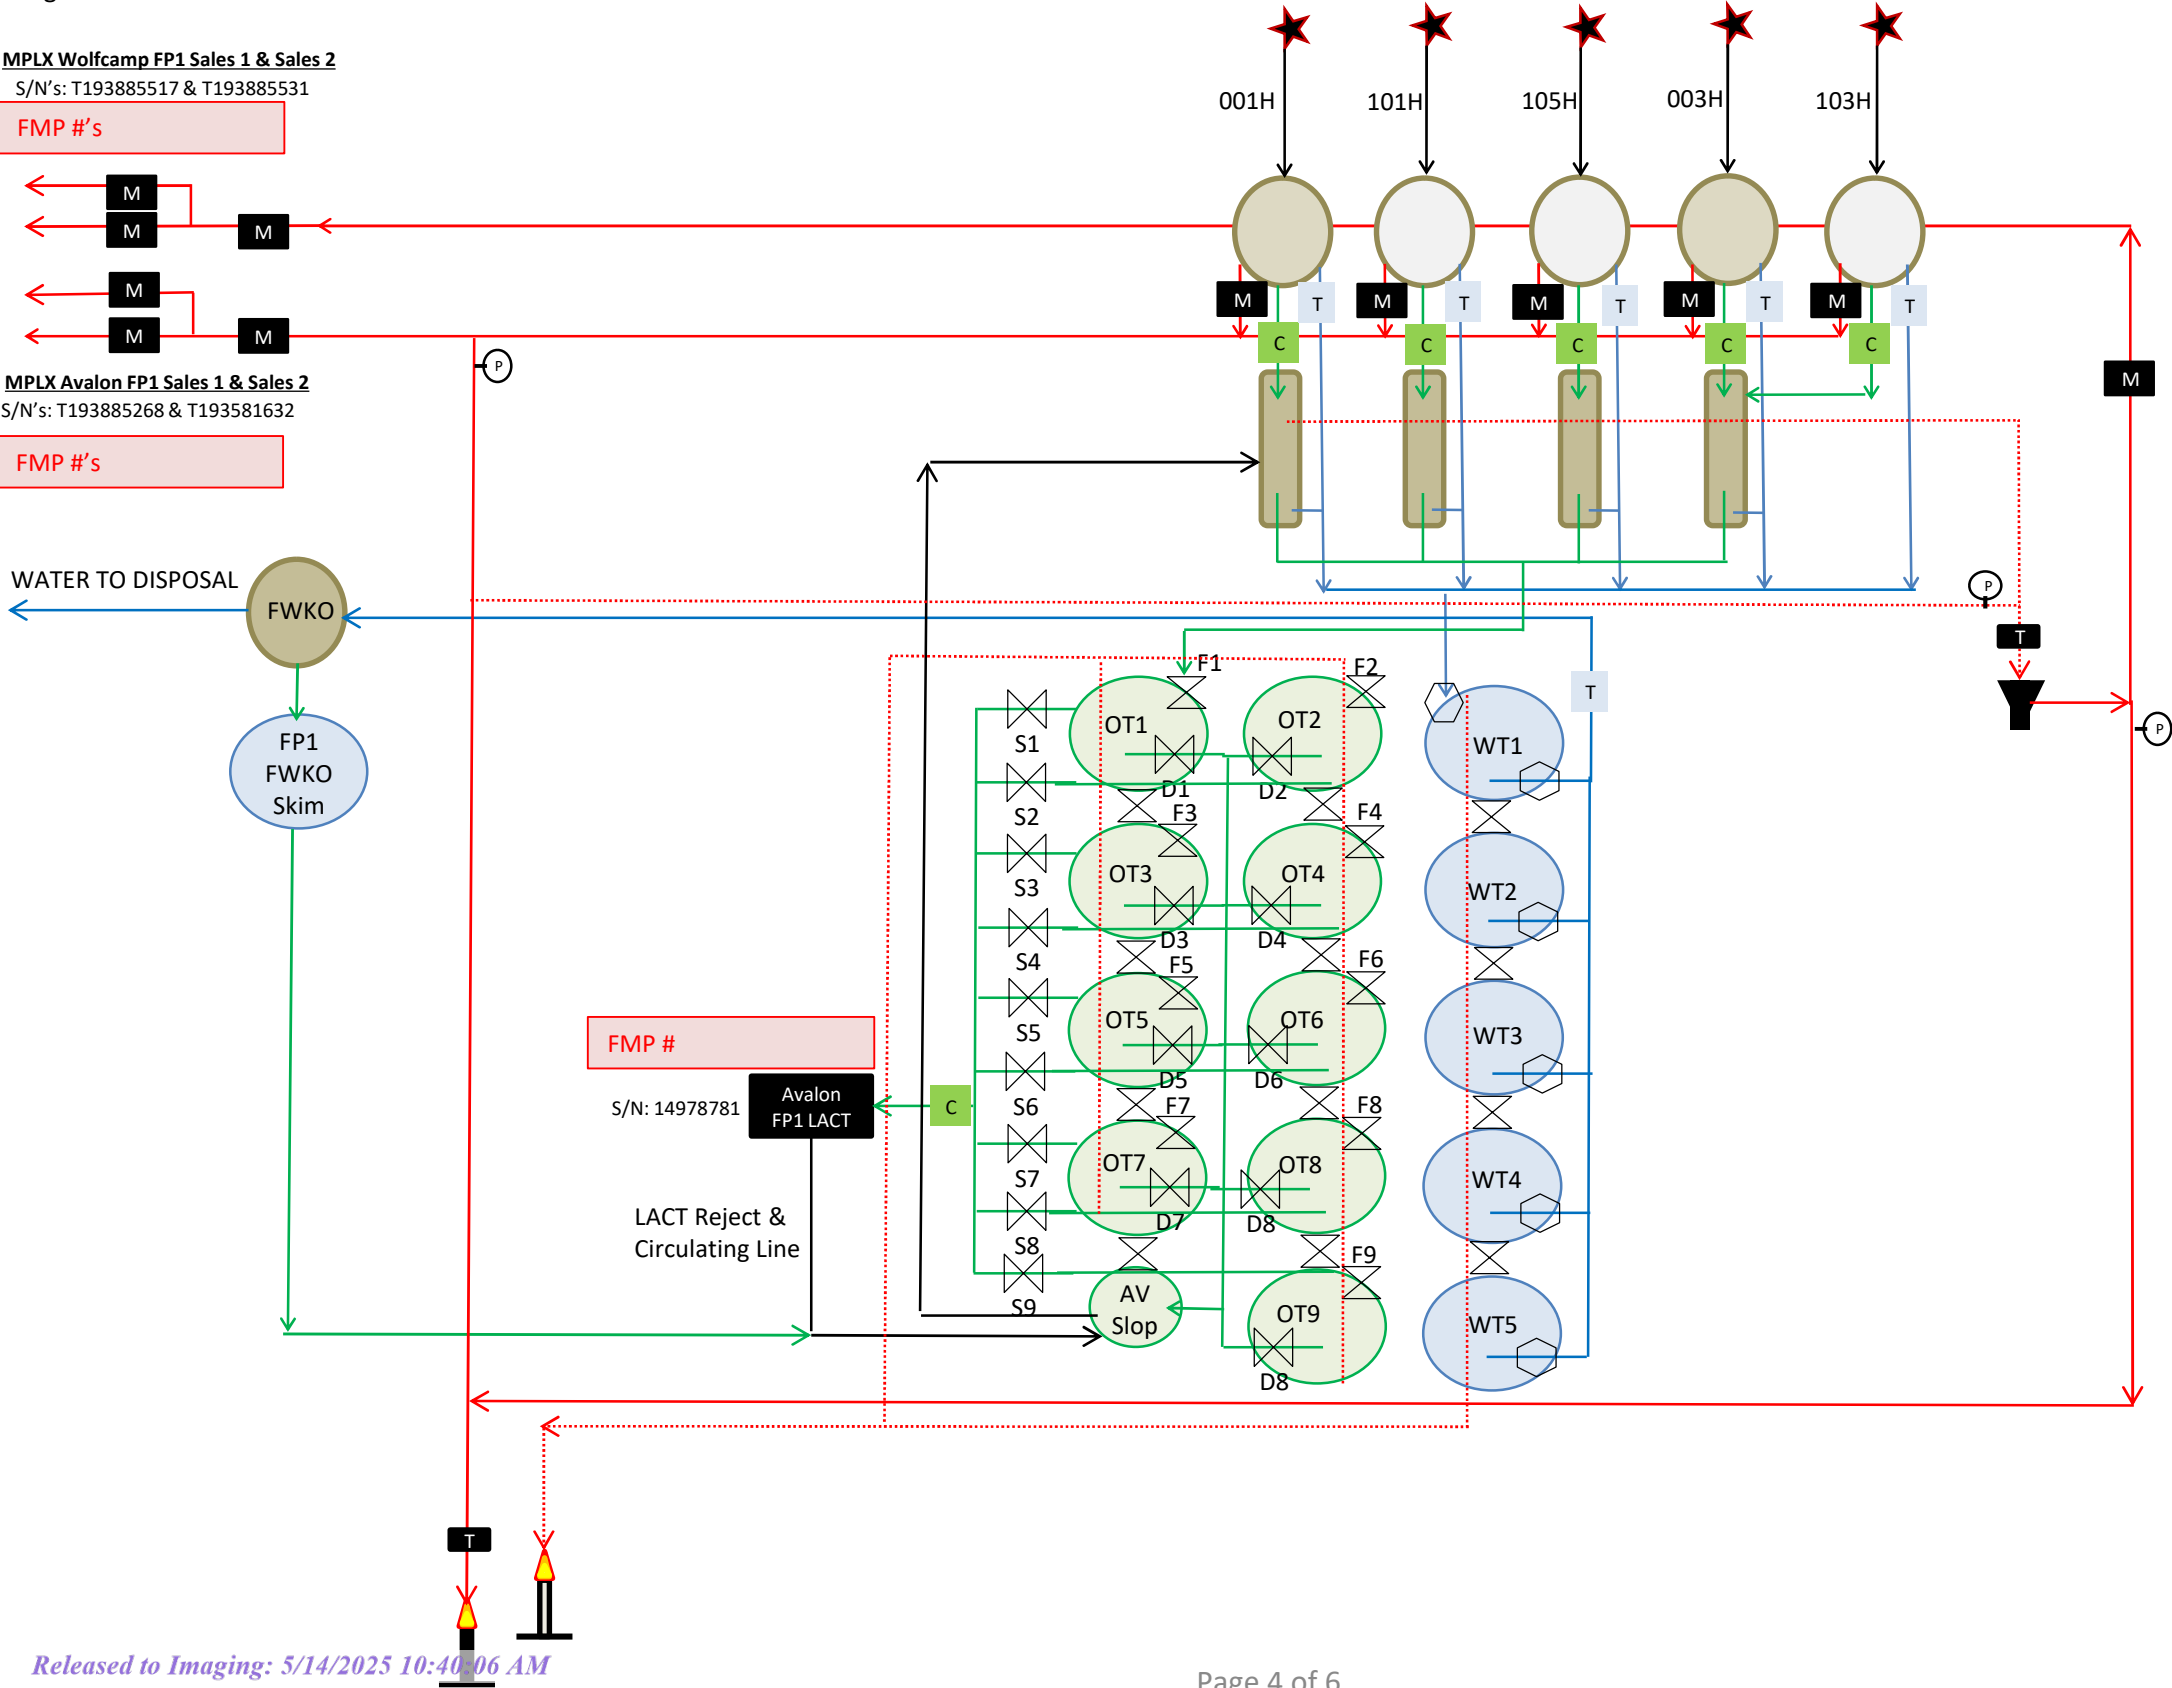 MPLX Wolfcamp FP1 Sales 1 & Sales 2
S/N's: T193885517 & T193885531
FMP #'s
M
M
M
M
M
M
MPLX Avalon FP1 Sales 1 & Sales 2
S/N's: T193885268 & T193581632
FMP #'s
P
001H
101H
105H
003H
103H
M
T
M
T
M
T
M
T
M
T
C
C
C
C
C
M
WATER TO DISPOSAL
FWKO
FP1
FWKO
Skim
P
T
P
T
F1
F2
OT1
OT2
WT1
S1
D1
D2
S2
F3
F4
OT3
OT4
WT2
S3
D3
D4
S4
F5
F6
OT5
OT6
WT3
S5
D5
D6
S6
F7
F8
OT7
OT8
WT4
S7
D7
D8
S8
F9
AV
Slop
S9
OT9
WT5
D8
FMP #
S/N: 14978781
Avalon
FP1 LACT
C
LACT Reject &
Circulating Line
T
Released to Imaging: 5/14/2025 10:40:06 AM
Page 4 of 6